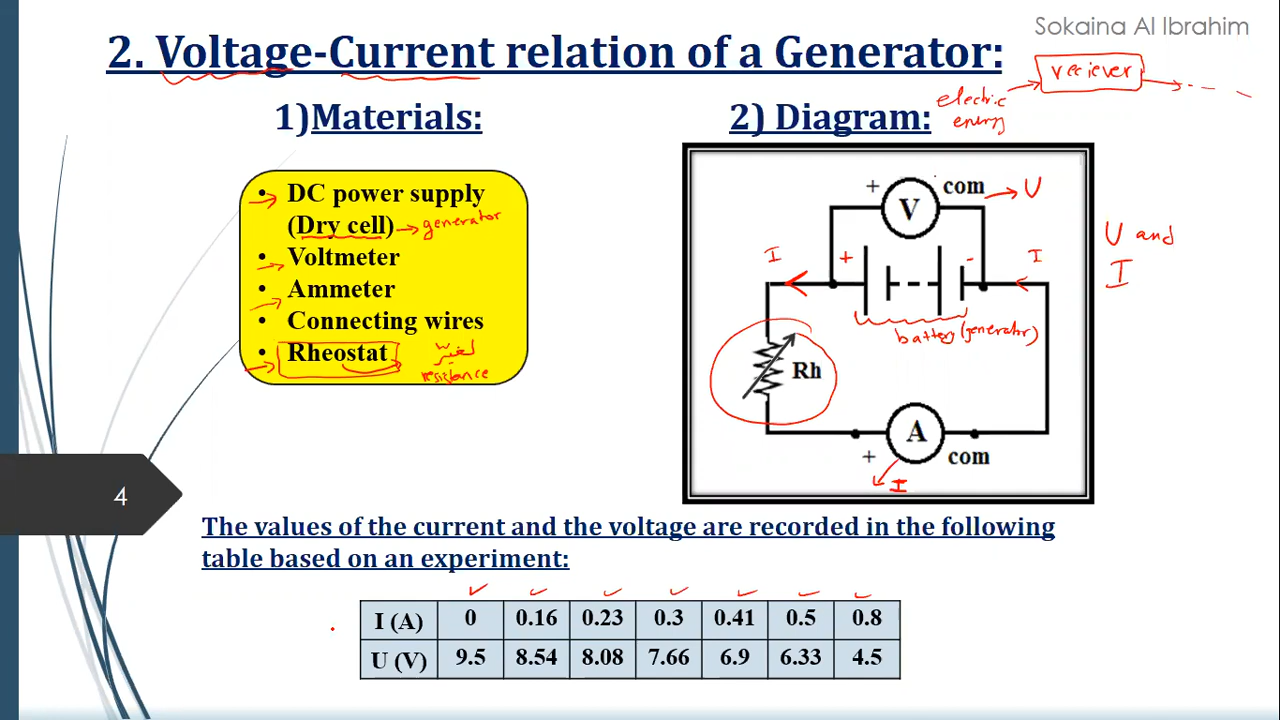 Sokaina Al Ibrahim
2. Voltage-Current relation of a Generator:
reciever
electric
energy
1)Materials:
2) Diagram:
• DC power supply
(Dry cell)
generator
• Voltmeter
• Ammeter
• Connecting wires
• Rheostat
لغير
resistance
+
V
com
U
I
+
-
I
U and
I
battery (generator)
Rh
A
+
com
I
4
The values of the current and the voltage are recorded in the following
table based on an experiment:
I (A) 0 0.16 0.23 0.3 0.41 0.5 0.8
U (V) 9.5 8.54 8.08 7.66 6.9 6.33 4.5